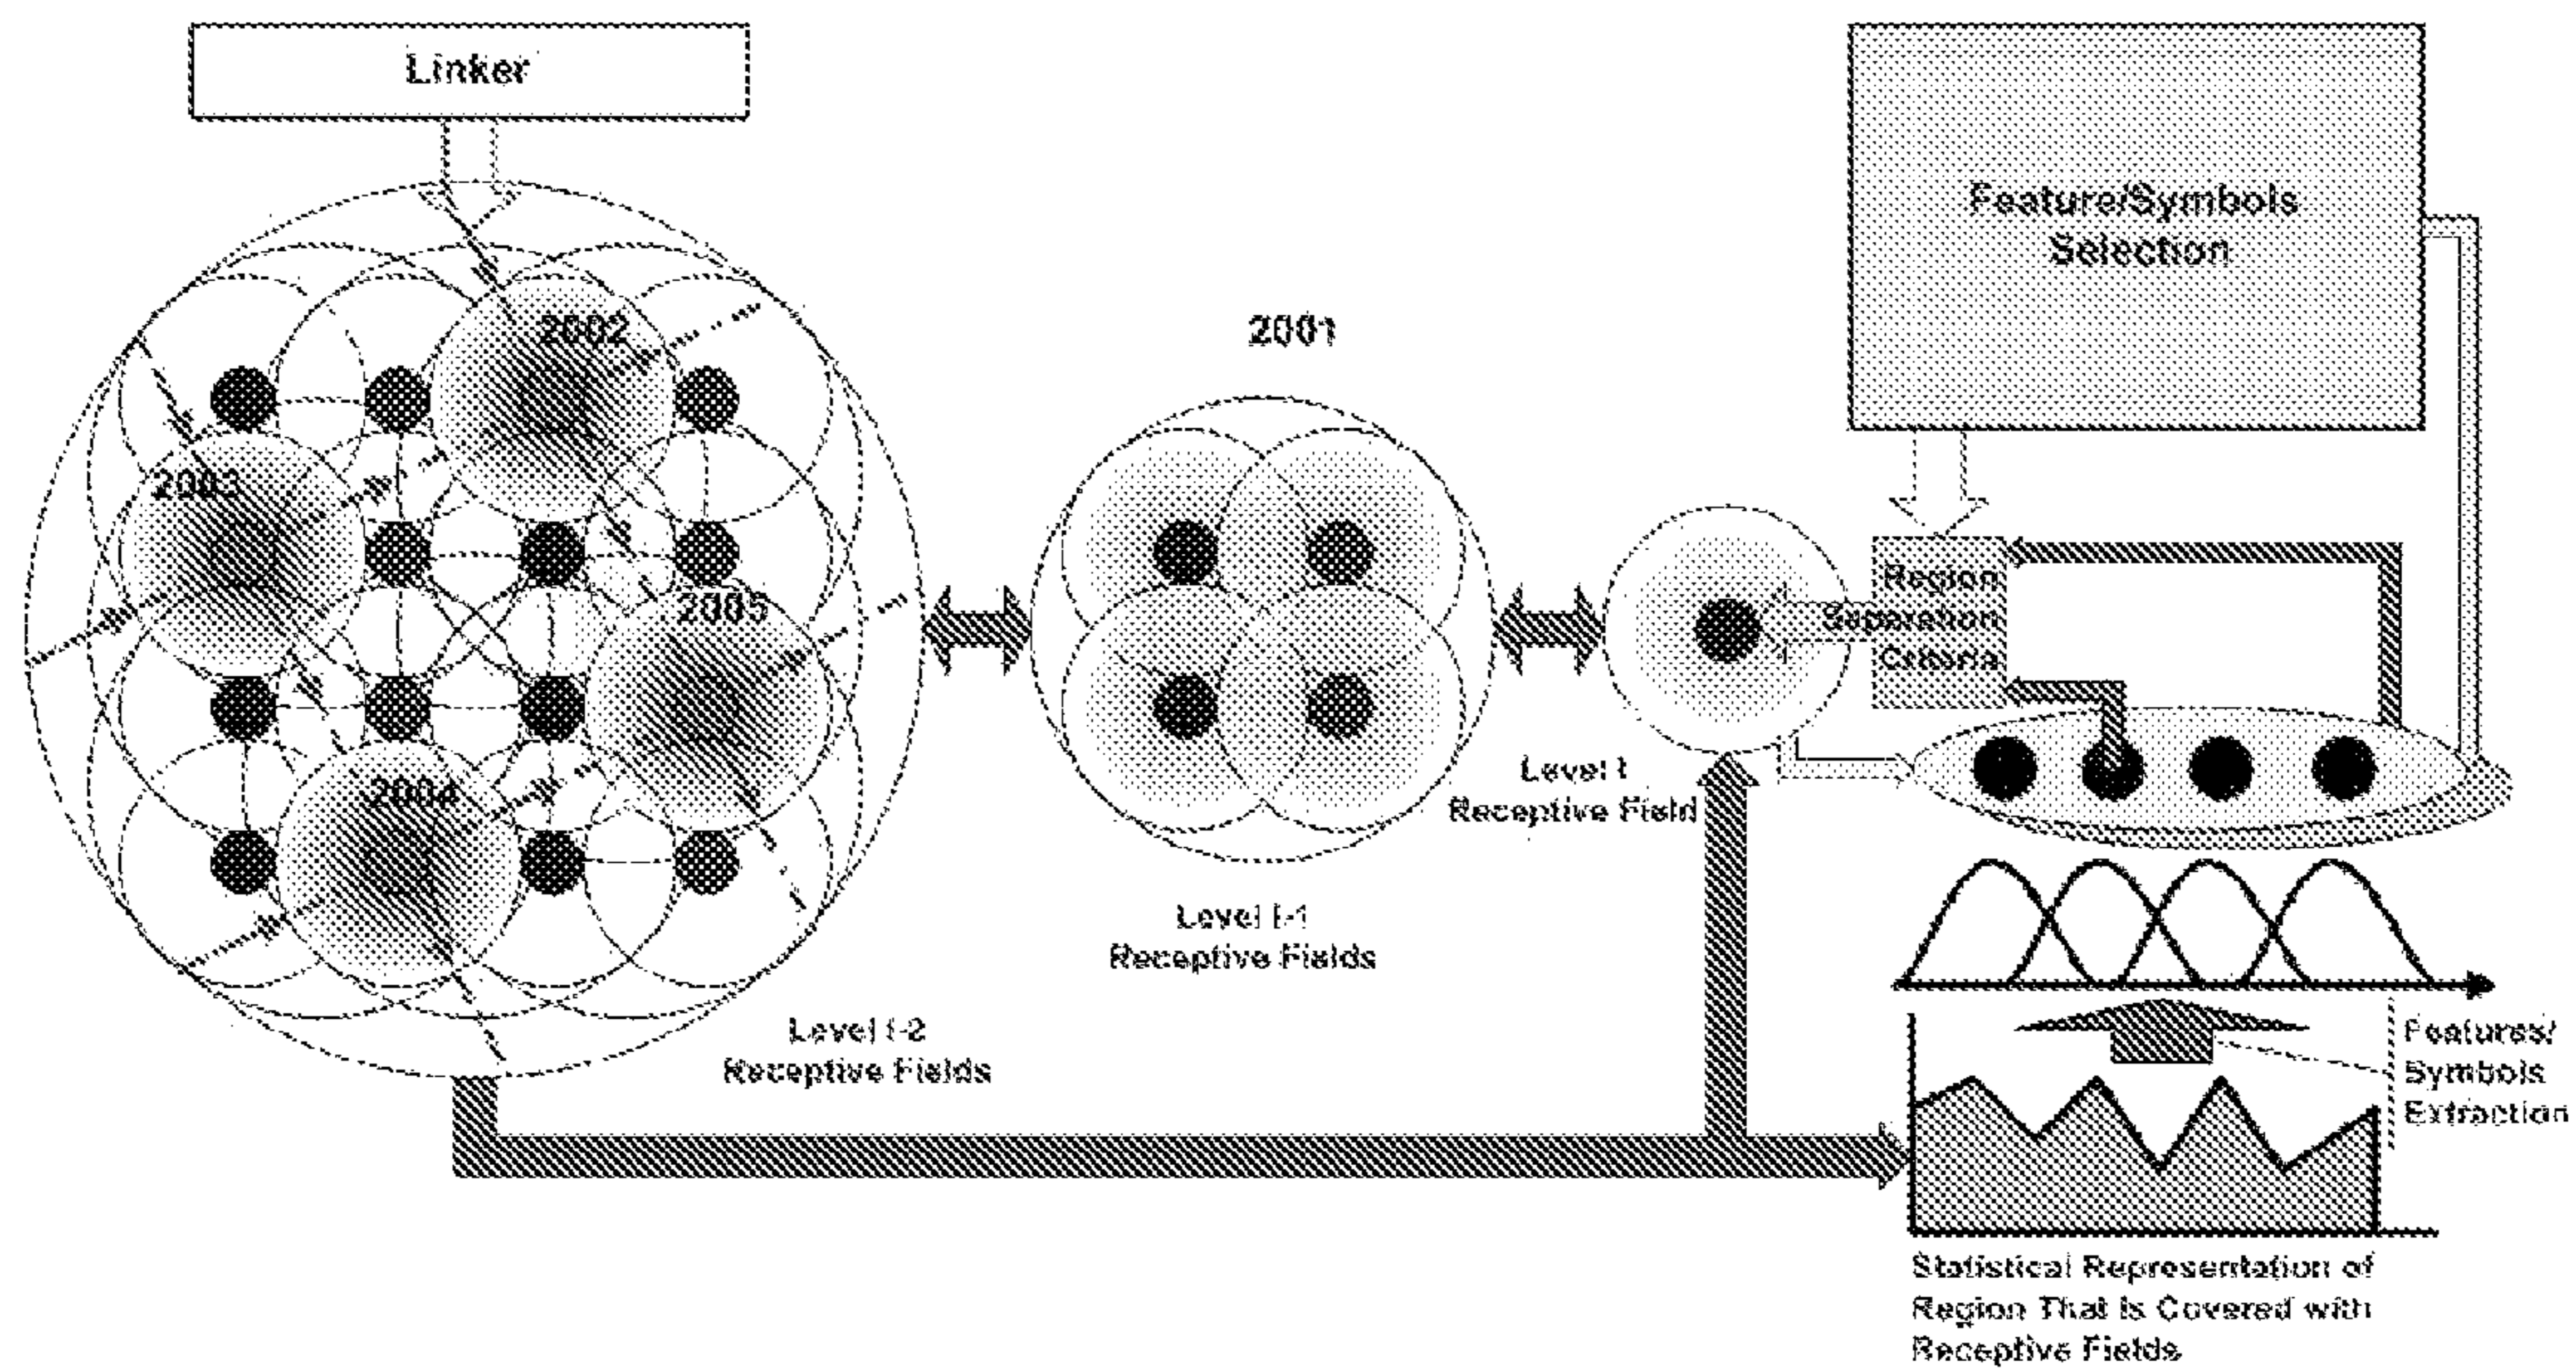 Linker
Feature/Symbols
Selection
2001
2002
2003
2005
2004
Region
Separation
Criteria
Level I
Receptive Field
Level I-1
Receptive Fields
Level I-2
Receptive Fields
Features/
Symbols
Extraction
Statistical Representation of
Region That Is Covered with
Receptive Fields